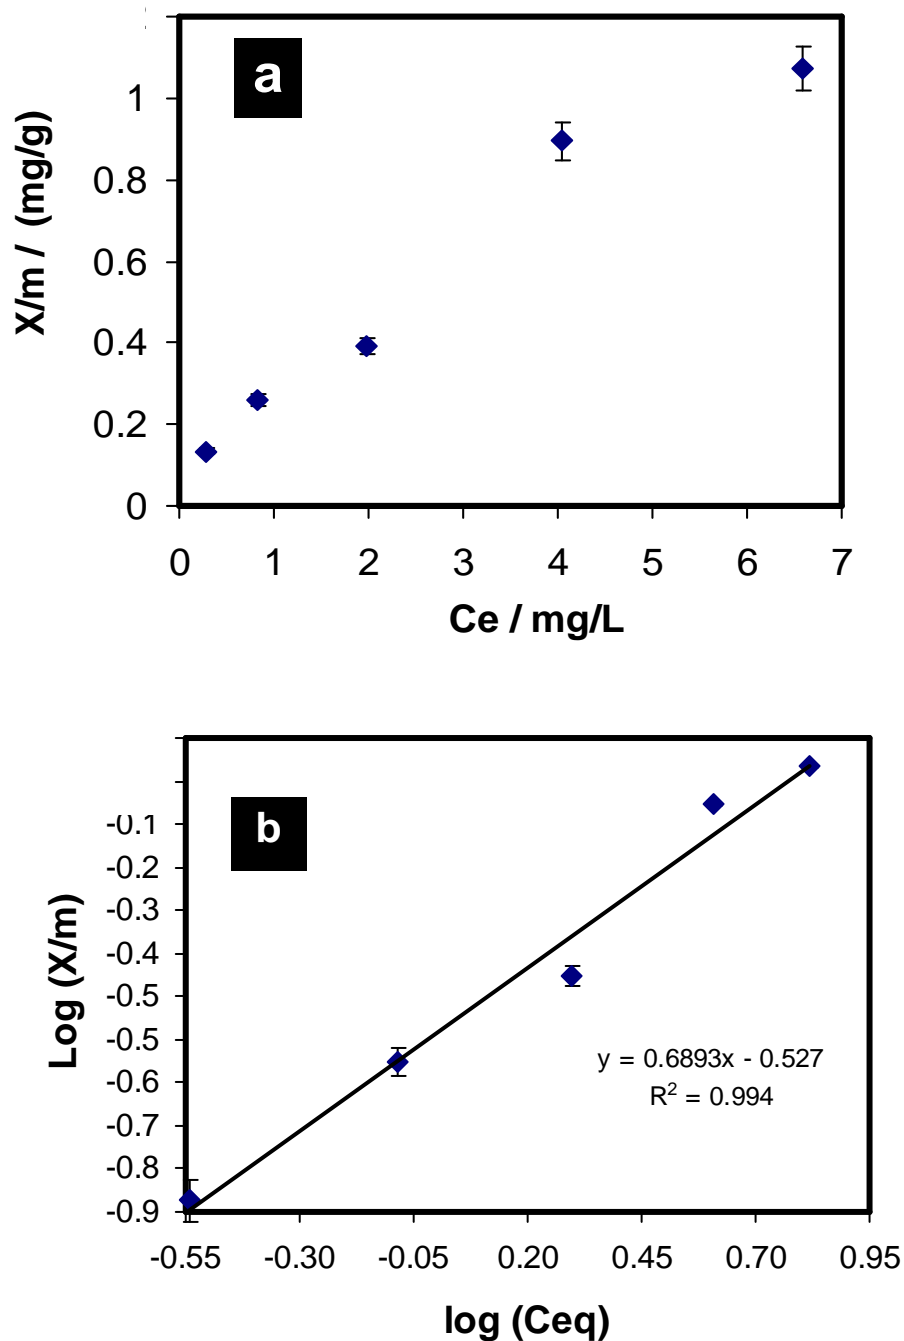 a
1
0.8
0.6
0.4
0.2
0
X/m / (mg/g)
0 1 2 3 4 5 6 7
Ce / mg/L
b
-0.1
-0.2
-0.3
-0.4
-0.5
-0.6
-0.7
-0.8
-0.9
Log (X/m)
y = 0.6893x - 0.527
R² = 0.994
-0.55 -0.30 -0.05 0.20 0.45 0.70 0.95
log (Ceq)